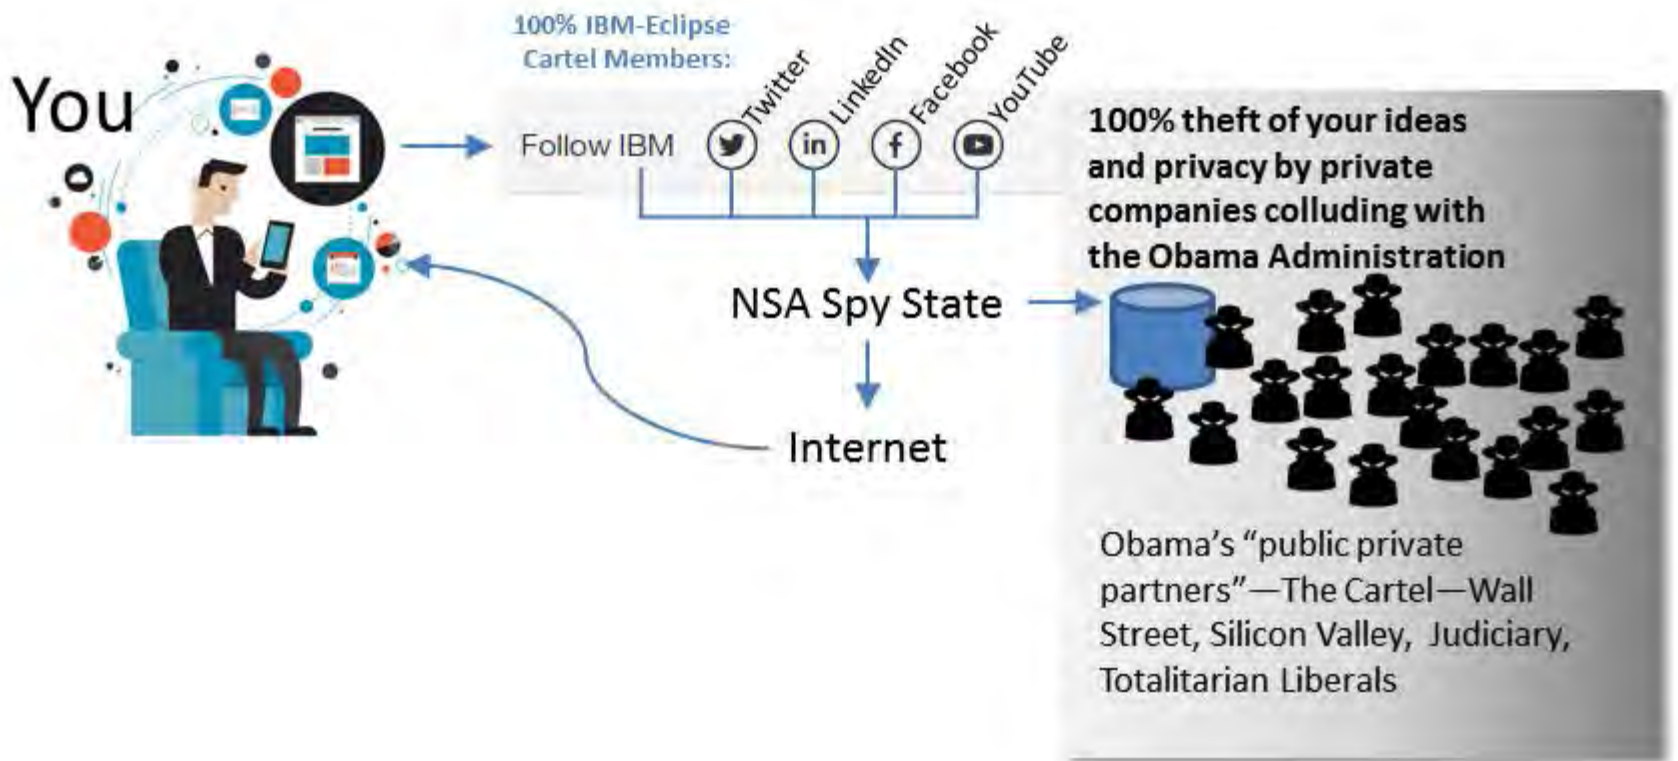 You
100% IBM-Eclipse
Cartel Members:
Follow IBM
Twitter
LinkedIn
in
Facebook
f
YouTube
100% theft of your ideas
and privacy by private
companies colluding with
the Obama Administration
NSA Spy State
Internet
Obama's “public private
partners”—The Cartel—Wall
Street, Silicon Valley, Judiciary,
Totalitarian Liberals